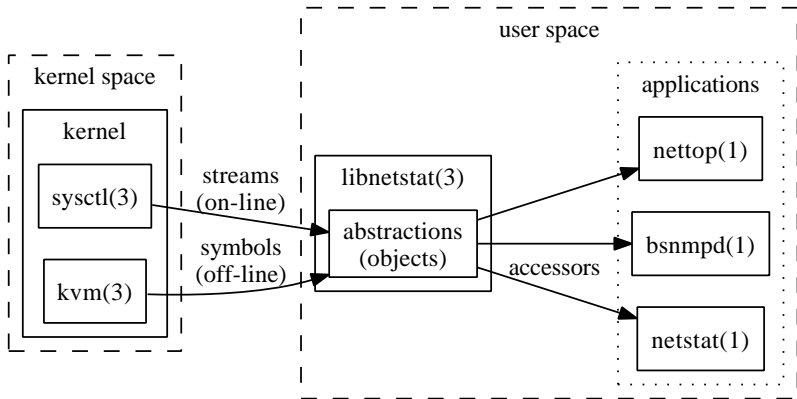 user space
kernel space
applications
kernel
nettop(1)
streams
(on-line)
libnetstat(3)
sysctl(3)
abstractions
(objects)
symbols
(off-line)
bsnmpd(1)
accessors
kvm(3)
netstat(1)